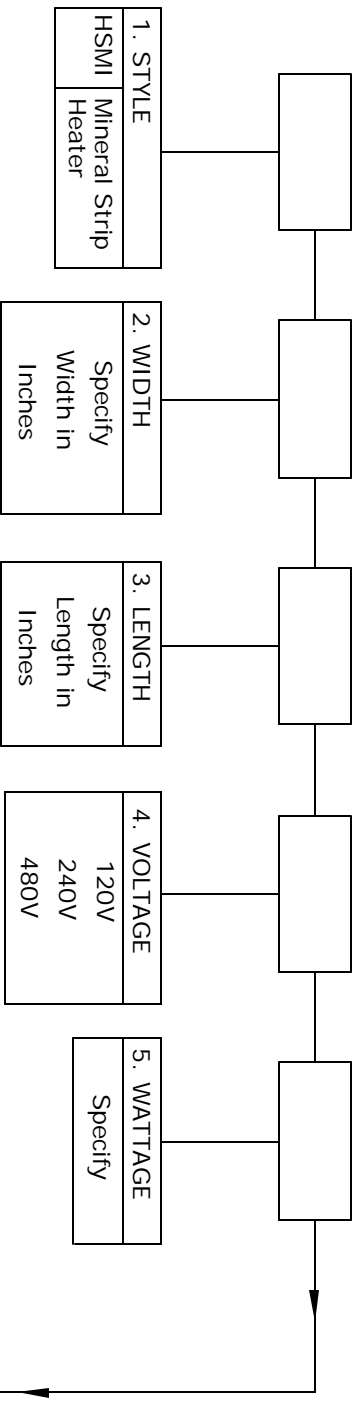 1. STYLE
HSMI Mineral Strip
Heater
2. WIDTH
Specify
Width in
Inches
3. LENGTH
Specify
Length in
Inches
4. VOLTAGE
120V
240V
480V
5. WATTAGE
Specify